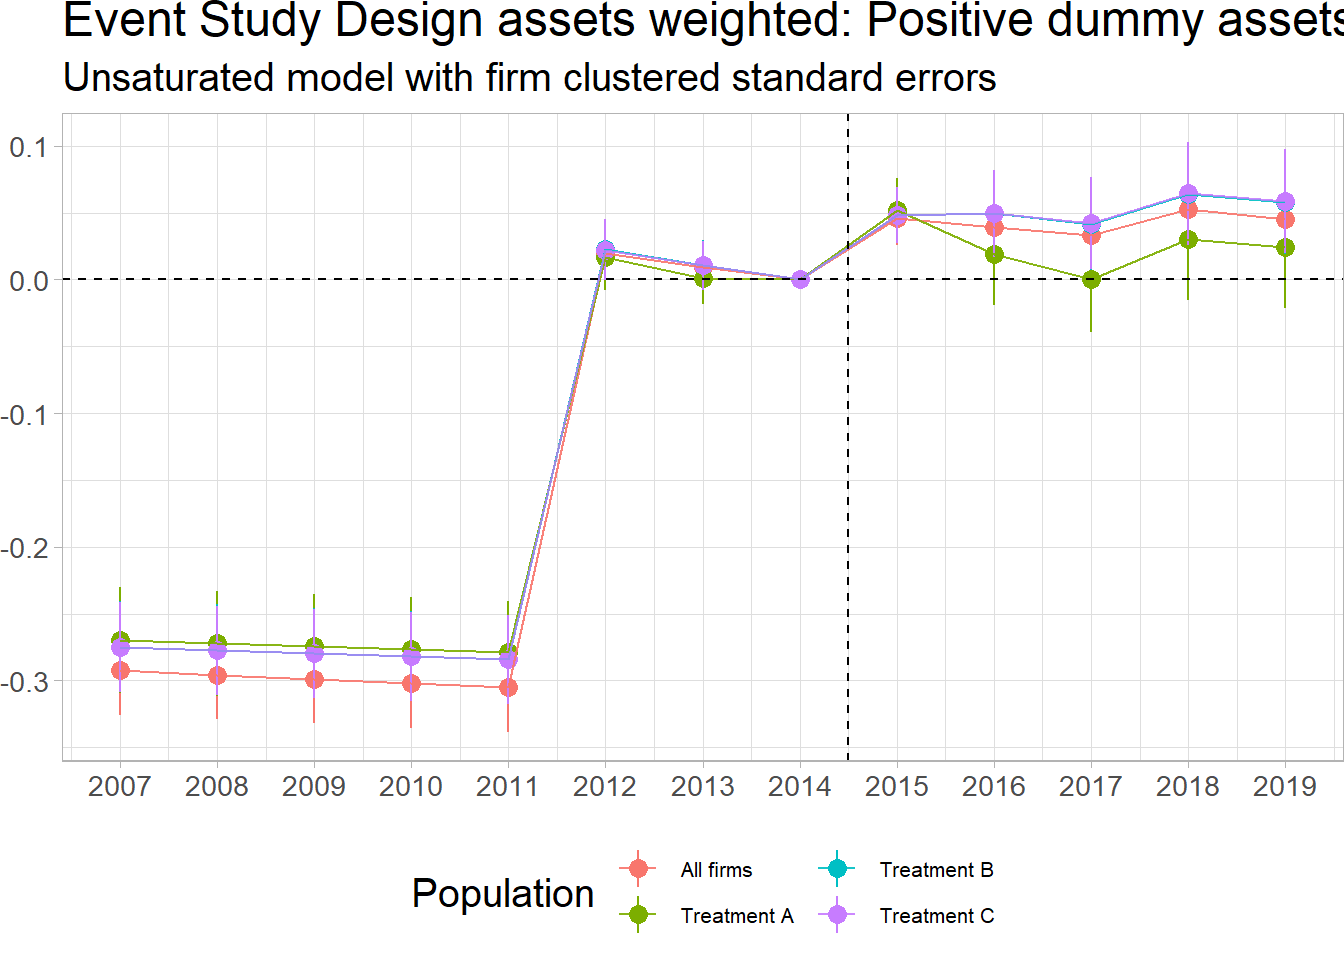 Event Study Design assets weighted: Positive dummy assets
Unsaturated model with firm clustered standard errors
0.1
0.0
-0.1
-0.2
-0.3
2007 2008 2009 2010 2011 2012 2013 2014 2015 2016 2017 2018 2019
Population
All firms
Treatment A
Treatment B
Treatment C